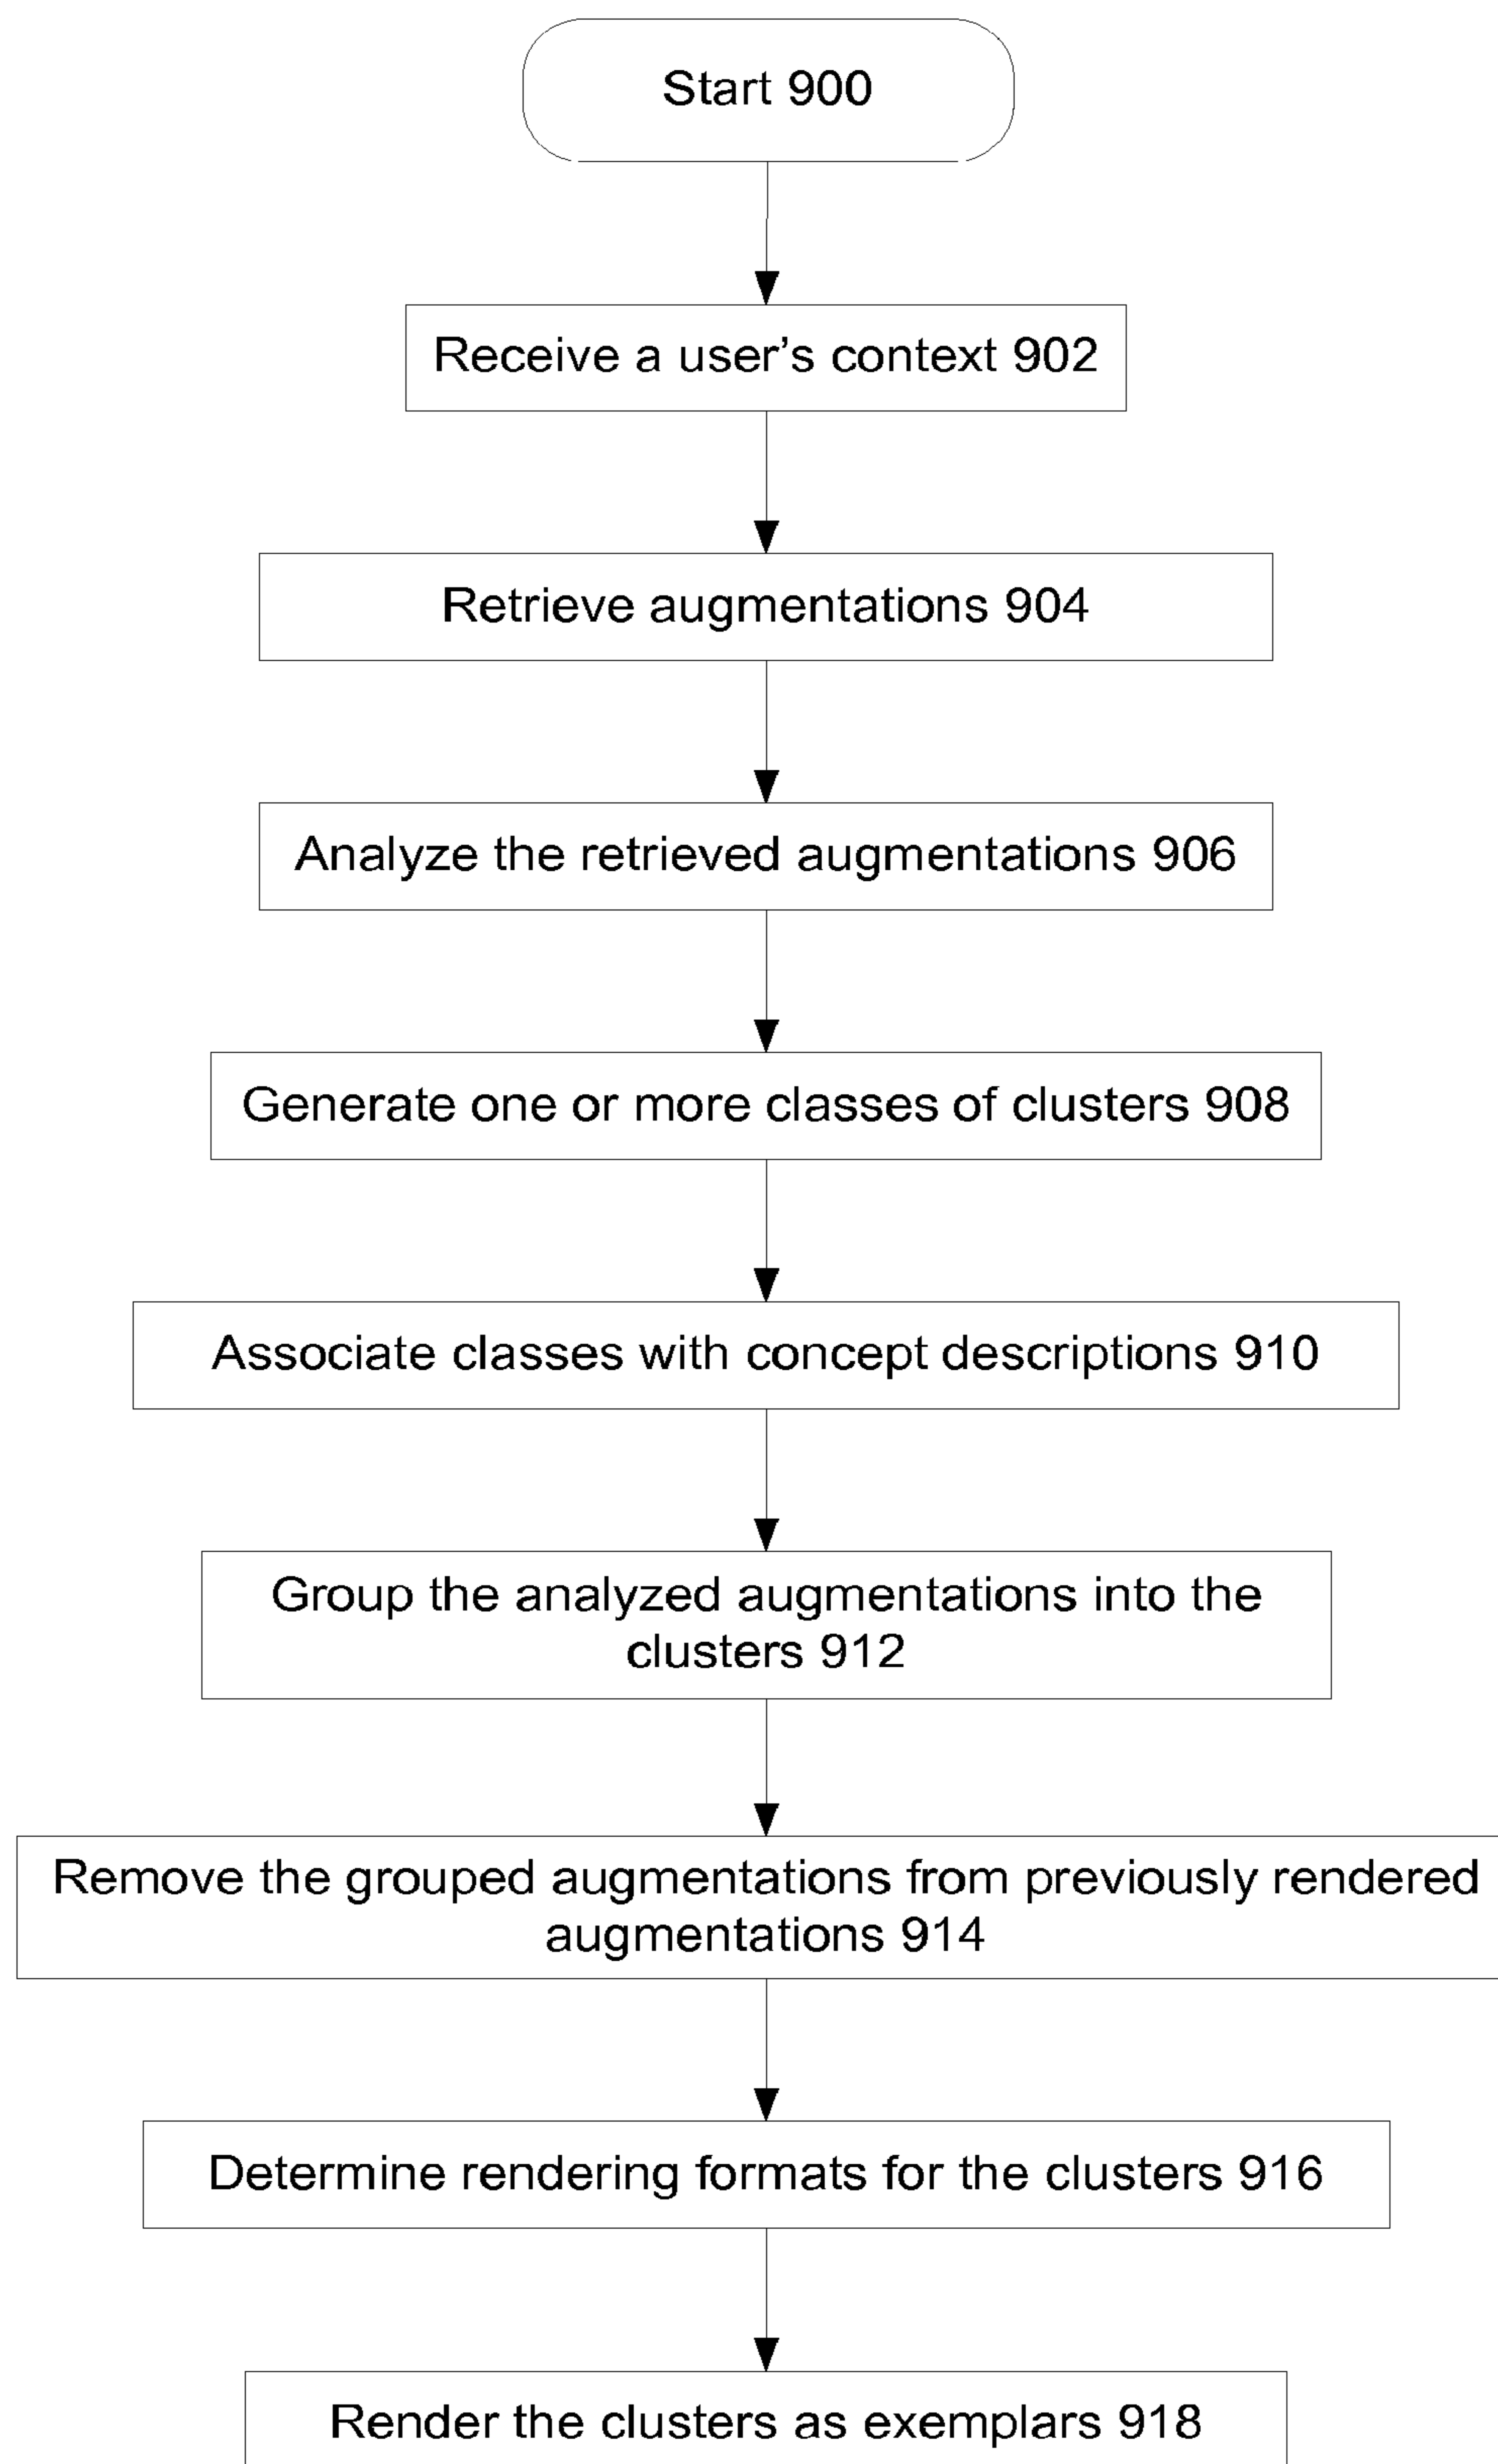 Start 900
Receive a user's context 902
Retrieve augmentations 904
Analyze the retrieved augmentations 906
Generate one or more classes of clusters 908
Associate classes with concept descriptions 910
Group the analyzed augmentations into the
clusters 912
Remove the grouped augmentations from previously rendered
augmentations 914
Determine rendering formats for the clusters 916
Render the clusters as exemplars 918